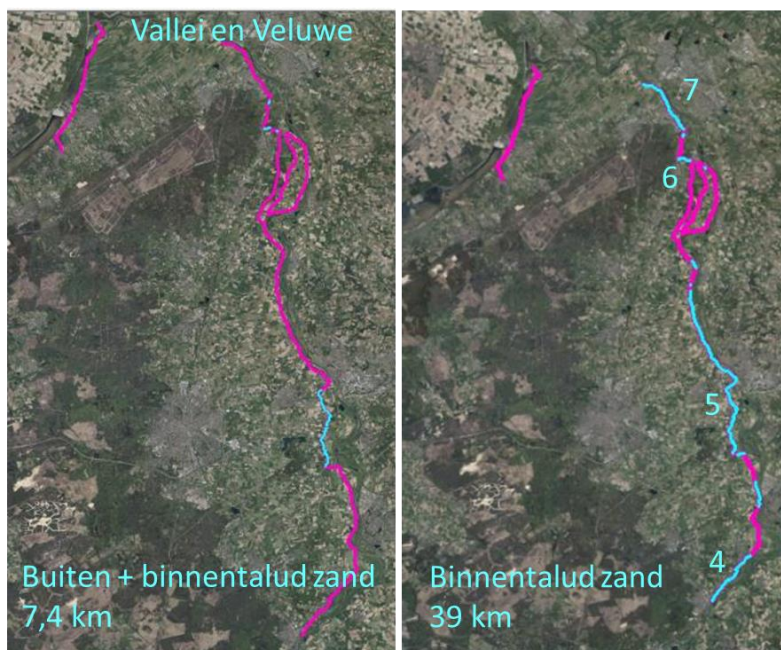 Vallei en Veluwe
Buiten + binnentalud zand
7,4 km
7
6
5
4
Binnentalud zand
39 km